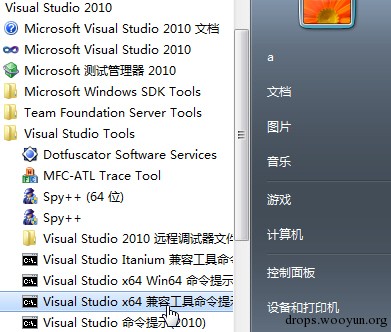 Visual Studio 2010
Microsoft Visual Studio 2010 文档
Microsoft Visual Studio 2010
Microsoft 测试管理器 2010
Microsoft Windows SDK Tools
Team Foundation Server Tools
Visual Studio Tools
Dotfuscator Software Services
MFC-ATL Trace Tool
Spy++ (64 位)
Spy++
Visual Studio 2010 远程调试器文件
Visual Studio Itanium 兼容工具命令
Visual Studio x64 Win64 命令提示
Visual Studio x64 兼容工具命令提示
Visual Studio 命令提示(2010)
a
文档
图片
音乐
游戏
计算机
控制面板
设备和打印机
drops.wooyun.org